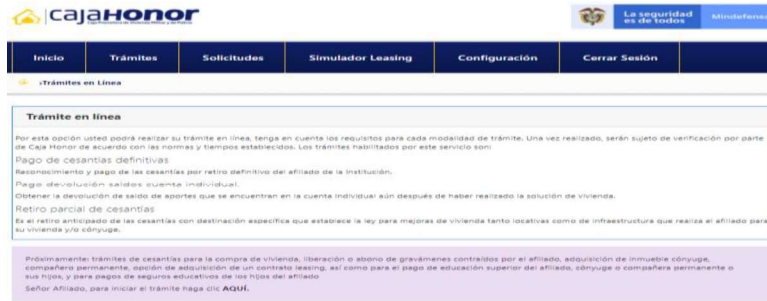 cajaHONOR
Caja Promotora de Vivienda Militar y de Policía
La seguridad
es de todos
Mindefensa
Inicio
Trámites
Solicitudes
Simulador Leasing
Configuración
Cerrar Sesión
›Trámites en Línea
Trámite en línea
Por esta opción usted podrá realizar su trámite en línea, tenga en cuenta los requisitos para cada modalidad de trámite. Una vez realizado, serán sujeto de verificación por parte
de Caja Honor de acuerdo con las normas y tiempos establecidos. Los trámites habilitados por este servicio son:
Pago de cesantías definitivas
Reconocimiento y pago de las cesantías por retiro definitivo del afiliado de la institución.
Pago devolución saldos cuenta individual.
Obtener la devolución de saldo de aportes que se encuentran en la cuenta individual aún después de haber realizado la solución de vivienda.
Retiro parcial de cesantías
Es el retiro anticipado de las cesantías con destinación específica que establece la ley para mejoras de vivienda tanto locativas como de infraestructura que realiza el afiliado para
su vivienda y/o cónyuge.
Próximamente: trámites de cesantías para la compra de vivienda, liberación o abono de gravámenes contraídos por el afiliado, adquisición de inmueble cónyuge,
compañero permanente, opción de adquisición de un contrato leasing, así como para el pago de educación superior del afiliado, cónyuge o compañera permanente o
sus hijos, y para pagos de seguros educativos de los hijos del afiliado
Señor Afiliado, para iniciar el trámite haga clic AQUÍ.